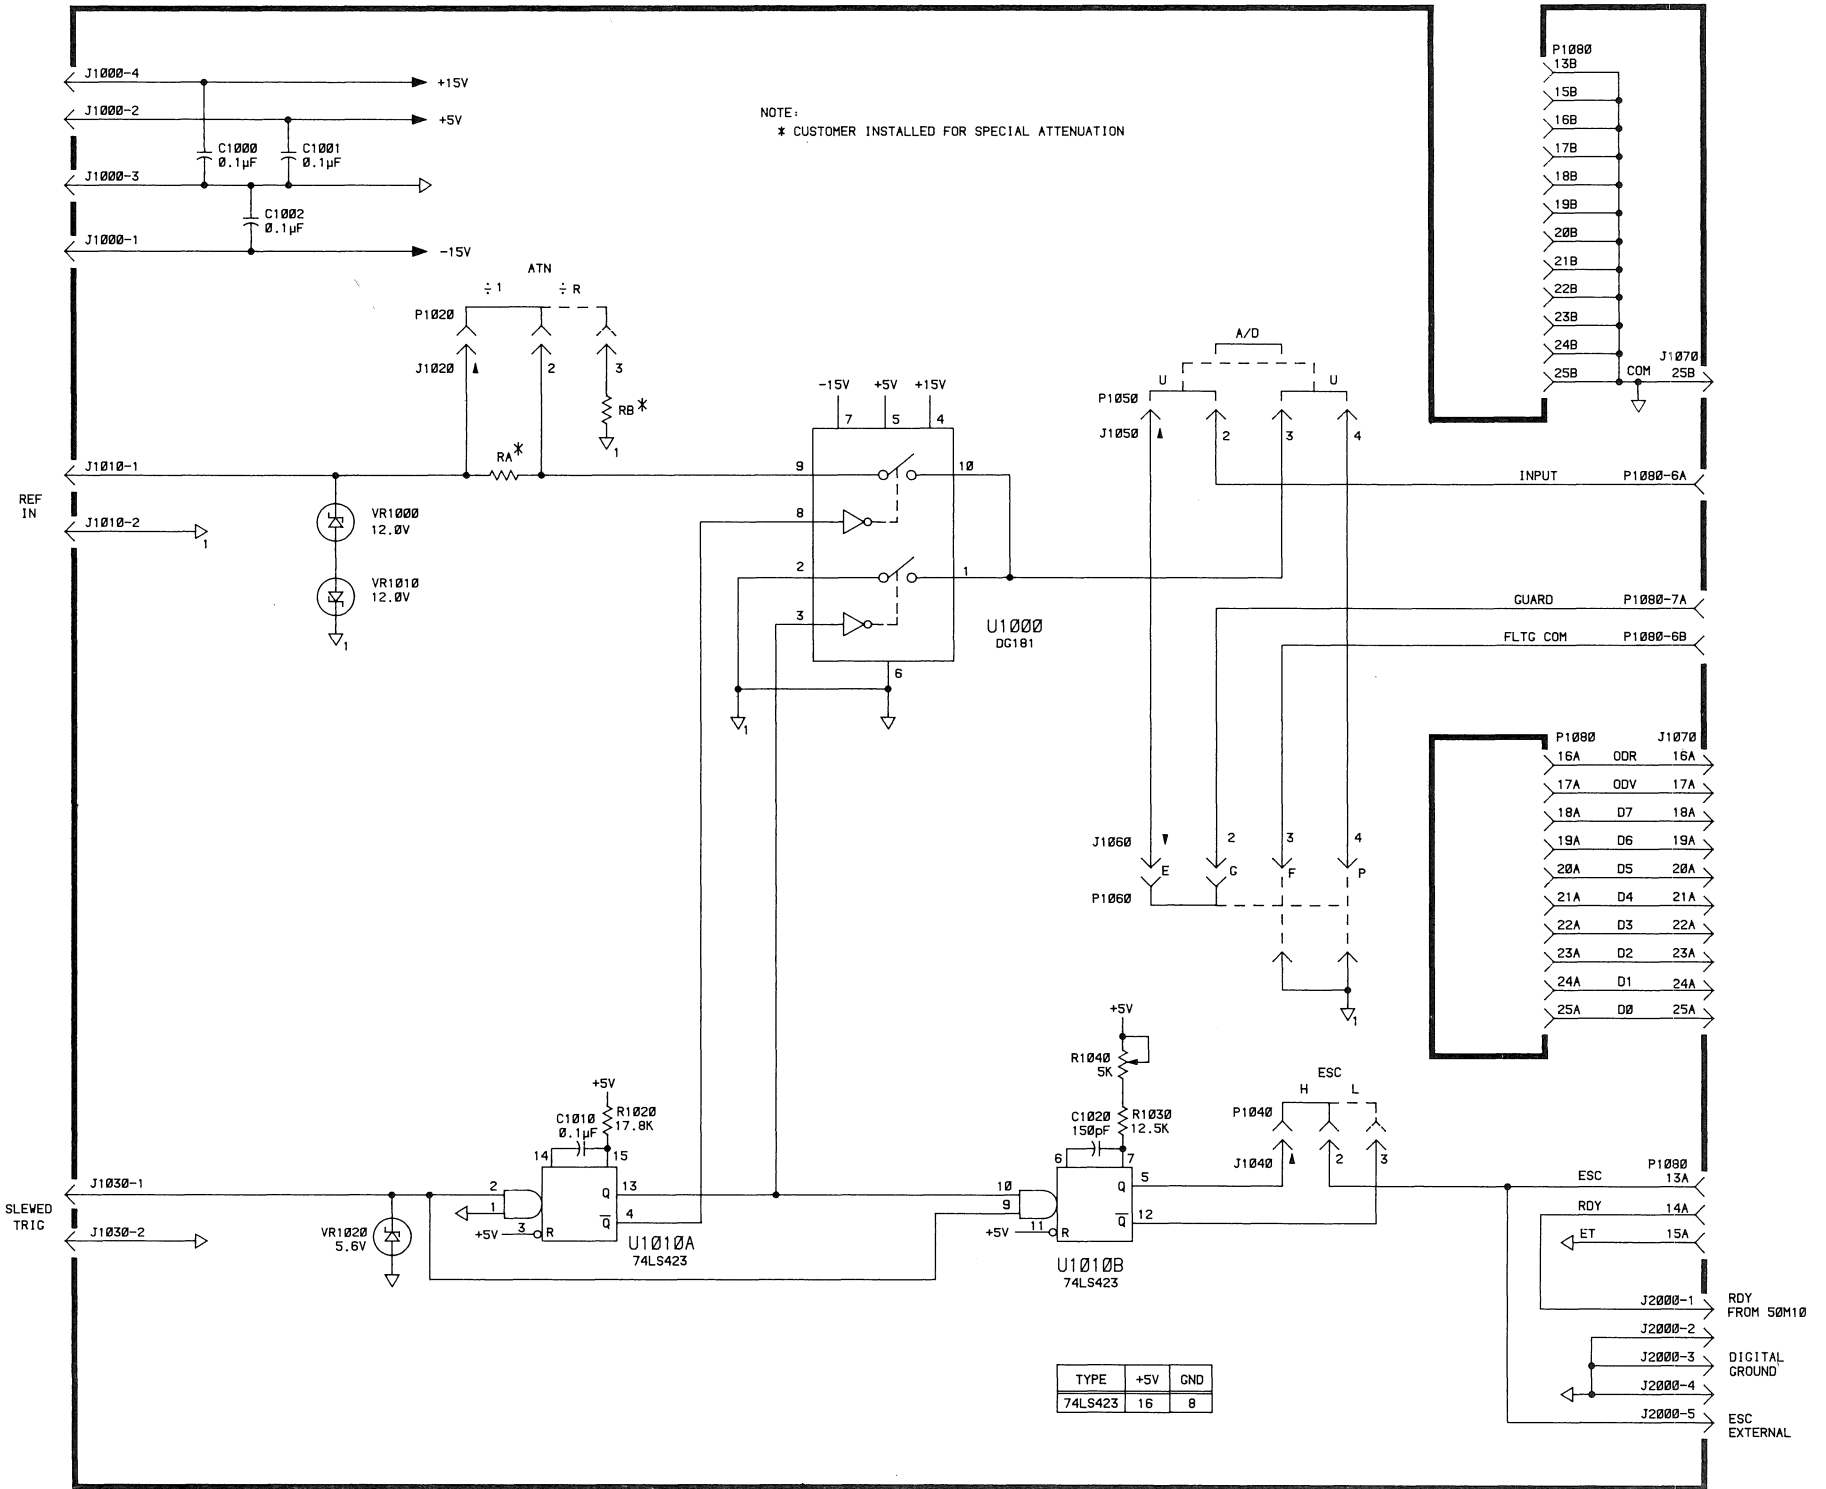 J1000-4
+15V
J1000-2
+5V
C1000
0.1µF
C1001
0.1µF
J1000-3
C1002
0.1µF
J1000-1
-15V
NOTE:
* CUSTOMER INSTALLED FOR SPECIAL ATTENUATION
P1080
13B
15B
16B
17B
18B
19B
20B
21B
22B
23B
24B
25B
COM
J1070
25B
ATN
÷1
÷R
P1020
J1020
2
3
RB*
1
RA*
REF
IN
J1010-1
J1010-2
1
VR1000
12.0V
VR1010
12.0V
1
-15V
+5V
+15V
7
5
4
9
10
8
2
1
3
6
U1000
DG181
1
A/D
U
U
P1050
J1050
2
3
4
INPUT
P1080-6A
GUARD
P1080-7A
FLTG COM
P1080-6B
J1060
2
3
4
E
G
F
P
P1060
1
P1080
J1070
16A ODR 16A
17A ODV 17A
18A D7 18A
19A D6 19A
20A D5 20A
21A D4 21A
22A D3 22A
23A D2 23A
24A D1 24A
25A D0 25A
SLEWED
TRIG
J1030-1
J1030-2
VR1020
5.6V
+5V
C1010
0.1µF
R1020
17.8K
14
15
2
1
+5V
3
R
Q
13
Q
4
U1010A
74LS423
+5V
R1040
5K
C1020
150pF
R1030
12.5K
6
7
10
9
+5V
11
R
Q
5
Q
12
U1010B
74LS423
ESC
H
L
P1040
J1040
2
3
P1080
ESC
13A
RDY
14A
ET
15A
J2000-1
RDY
FROM 50M10
J2000-2
J2000-3
DIGITAL
GROUND
J2000-4
J2000-5
ESC
EXTERNAL
TYPE +5V GND
74LS423 16 8